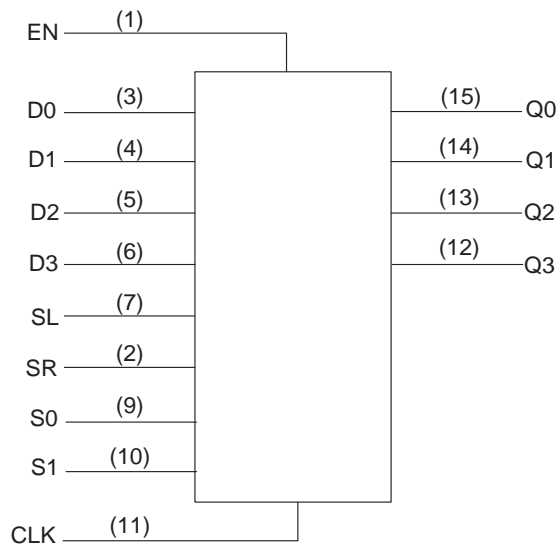 EN (1)
D0 (3) (15) Q0
D1 (4) (14) Q1
D2 (5) (13) Q2
D3 (6) (12) Q3
SL (7)
SR (2)
S0 (9)
S1 (10)
CLK (11)